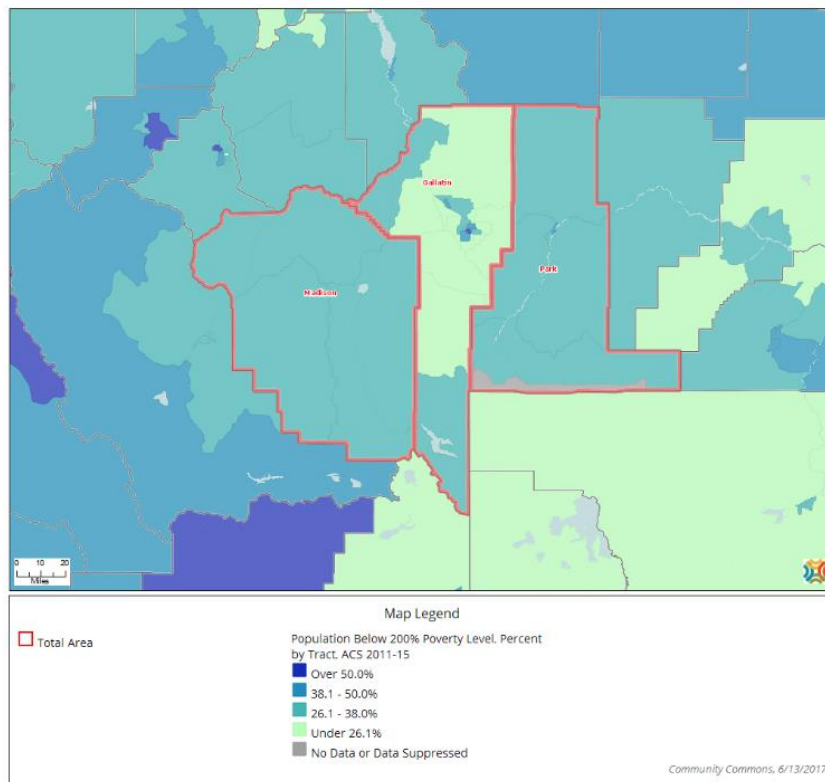 Gallatin
Park
Madison
0 10 20
Miles
Map Legend
Total Area
Population Below 200% Poverty Level, Percent
by Tract, ACS 2011-15
Over 50.0%
38.1 - 50.0%
26.1 - 38.0%
Under 26.1%
No Data or Data Suppressed
Community Commons, 6/13/2017